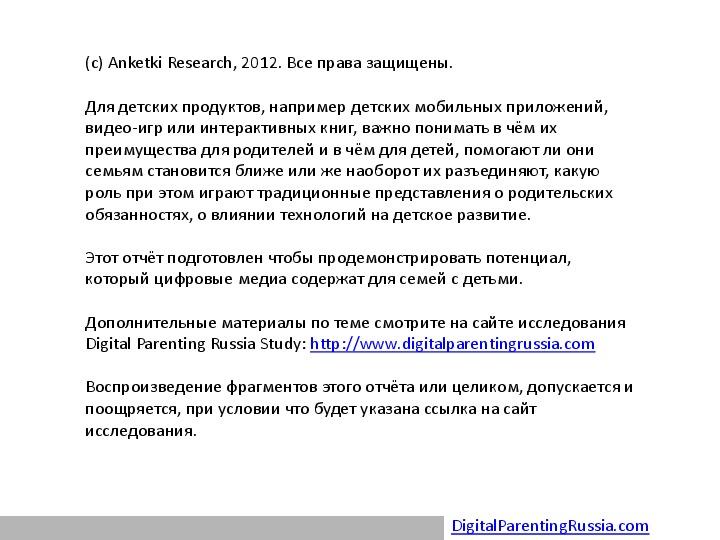 (c) Anketki Research, 2012. Все права защищены.
Для детских продуктов, например детских мобильных приложений,
видео-игр или интерактивных книг, важно понимать в чём их
преимущества для родителей и в чём для детей, помогают ли они
семьям становится ближе или же наоборот их разъединяют, какую
роль при этом играют традиционные представления о родительских
обязанностях, о влиянии технологий на детское развитие.
Этот отчёт подготовлен чтобы продемонстрировать потенциал,
который цифровые медиа содержат для семей с детьми.
Дополнительные материалы по теме смотрите на сайте исследования
Digital Parenting Russia Study: http://www.digitalparentingrussia.com
Воспроизведение фрагментов этого отчёта или целиком, допускается и
поощряется, при условии что будет указана ссылка на сайт
исследования.
DigitalParentingRussia.com